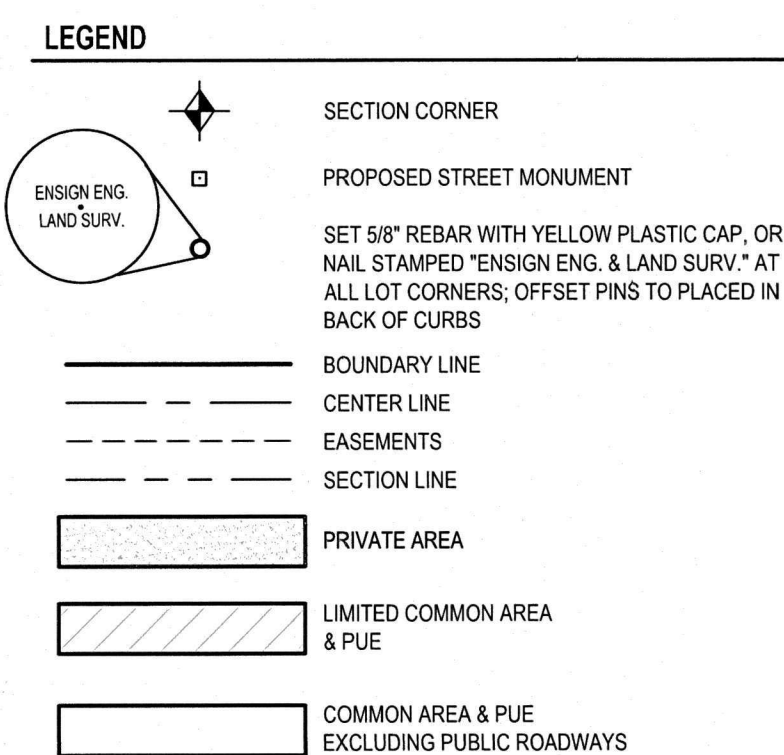 LEGEND
SECTION CORNER
ENSIGN ENG.
LAND SURV.
PROPOSED STREET MONUMENT
SET 5/8" REBAR WITH YELLOW PLASTIC CAP, OR
NAIL STAMPED "ENSIGN ENG. & LAND SURV." AT
ALL LOT CORNERS; OFFSET PINS TO PLACED IN
BACK OF CURBS
BOUNDARY LINE
CENTER LINE
EASEMENTS
SECTION LINE
PRIVATE AREA
LIMITED COMMON AREA
& PUE
COMMON AREA & PUE
EXCLUDING PUBLIC ROADWAYS